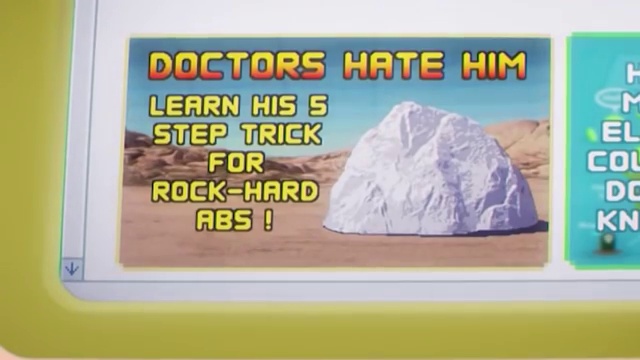 DOCTORS HATE HIM
LEARN HIS 5
STEP TRICK
FOR
ROCK-HARD
ABS !